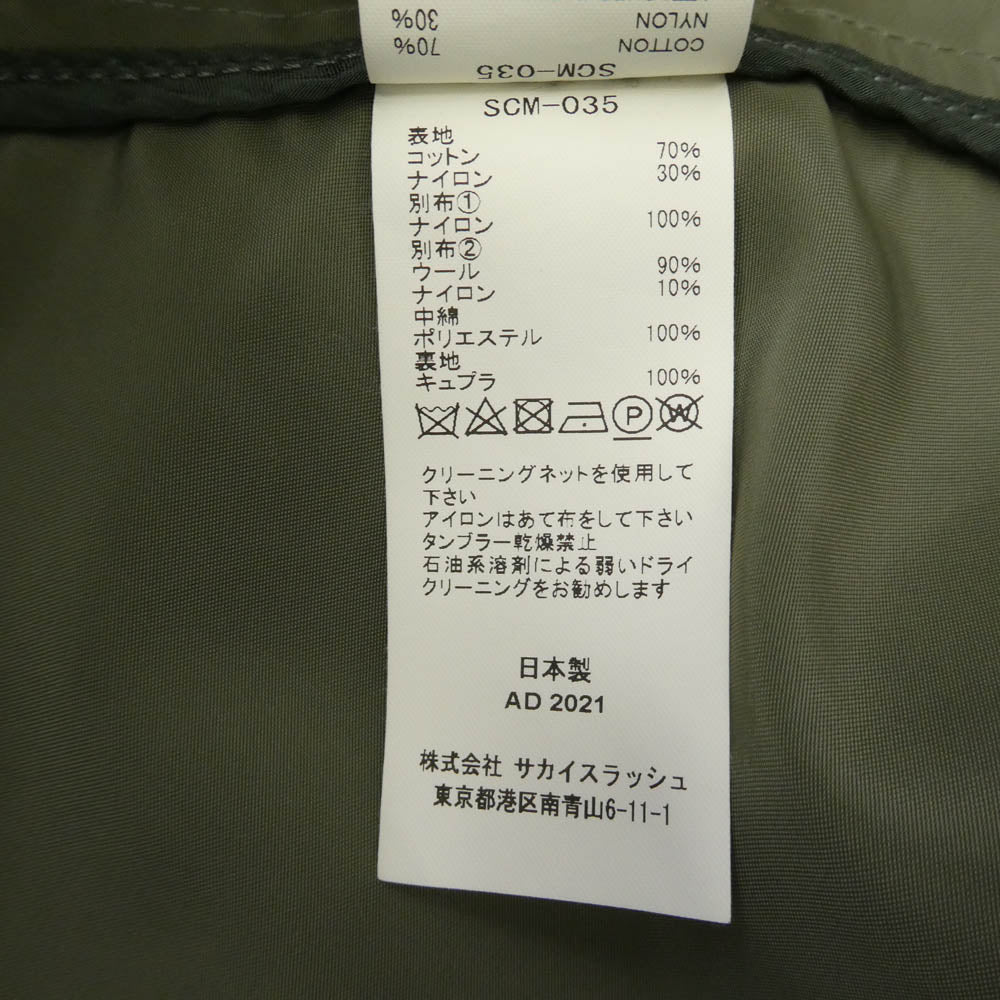 NYLON 30%
COTTON 70%
SCM-035
SCM-035
表地
コットン 70%
ナイロン 30%
別布①
ナイロン 100%
別布②
ウール 90%
ナイロン 10%
中綿
ポリエステル 100%
裏地
キュプラ 100%
P W
クリーニングネットを使用して
下さい
アイロンはあて布をして下さい
タンブラー乾燥禁止
石油系溶剤による弱いドライ
クリーニングをお勧めします
日本製
AD 2021
株式会社 サカイスラッシュ
東京都港区南青山6-11-1